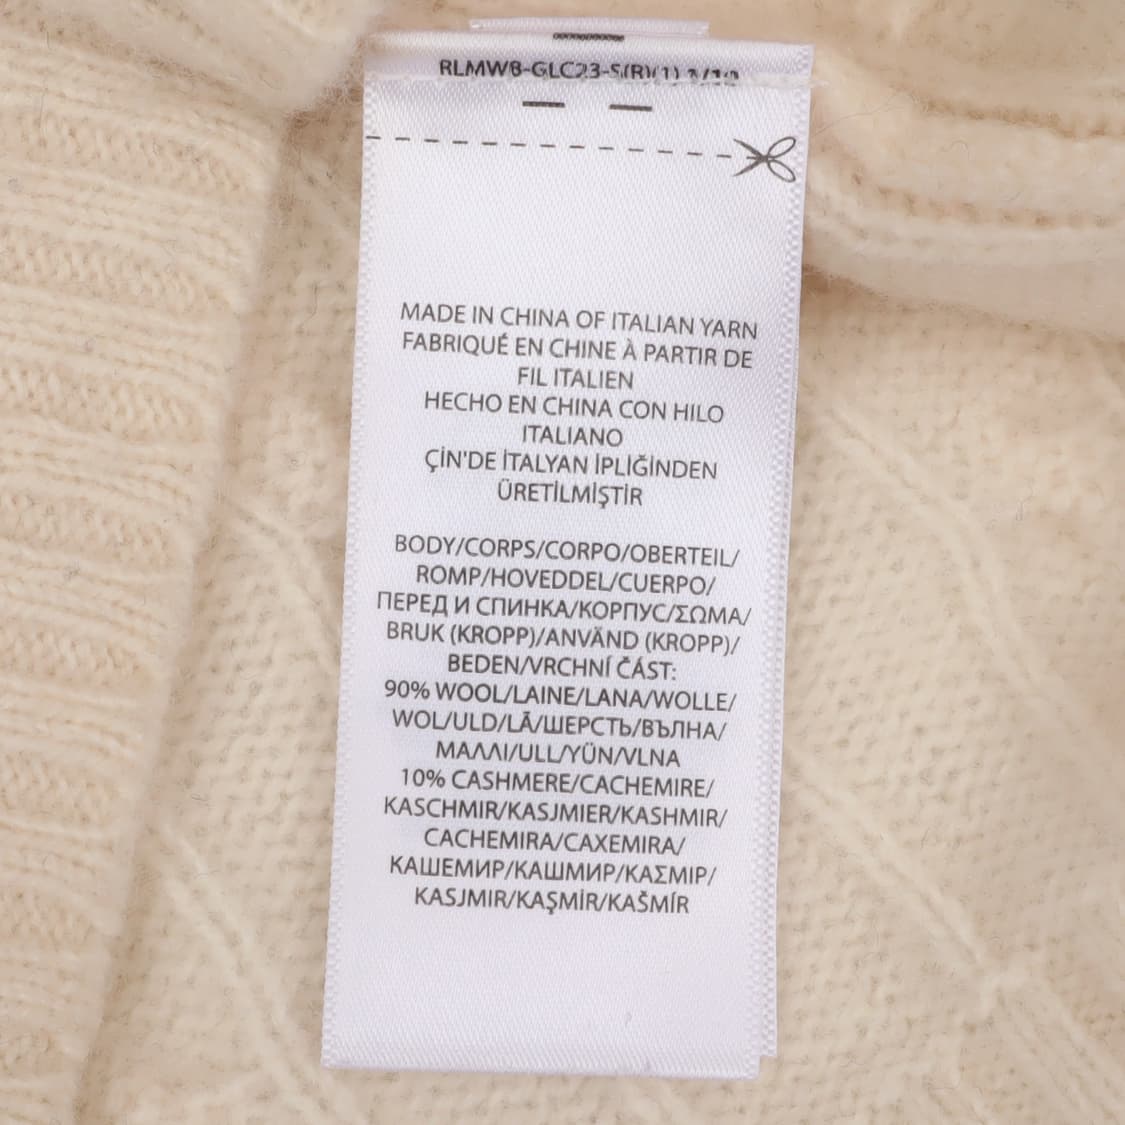 RLMW8-GLC23-S(R)(1) 1/10
MADE IN CHINA OF ITALIAN YARN
FABRIQUÉ EN CHINE À PARTIR DE
FIL ITALIEN
HECHO EN CHINA CON HILO
ITALIANO
ÇİN'DE İTALYAN İPLİĞİNDEN
ÜRETİLMİŞTİR
BODY/CORPS/CORPO/OBERTEIL/
ROMP/HOVEDDEL/CUERPO/
ПЕРЕД И СПИНКА/КОРПУС/ΣΩΜΑ/
BRUK (KROPP)/ANVÄND (KROPP)/
BEDEN/VRCHNÍ ČÁST:
90% WOOL/LAINE/LANA/WOLLE/
WOL/ULD/LÃ/ШЕРСТЬ/ВЪЛНА/
ΜΑΛΛΙ/ULL/YÜN/VLNA
10% CASHMERE/CACHEMIRE/
KASCHMIR/KASJMIER/KASHMIR/
CACHEMIRA/CAXEMIRA/
КАШЕМИР/КАШМИР/ΚΑΣΜΙΡ/
KASJMIR/KAŞMİR/KAŠMÍR